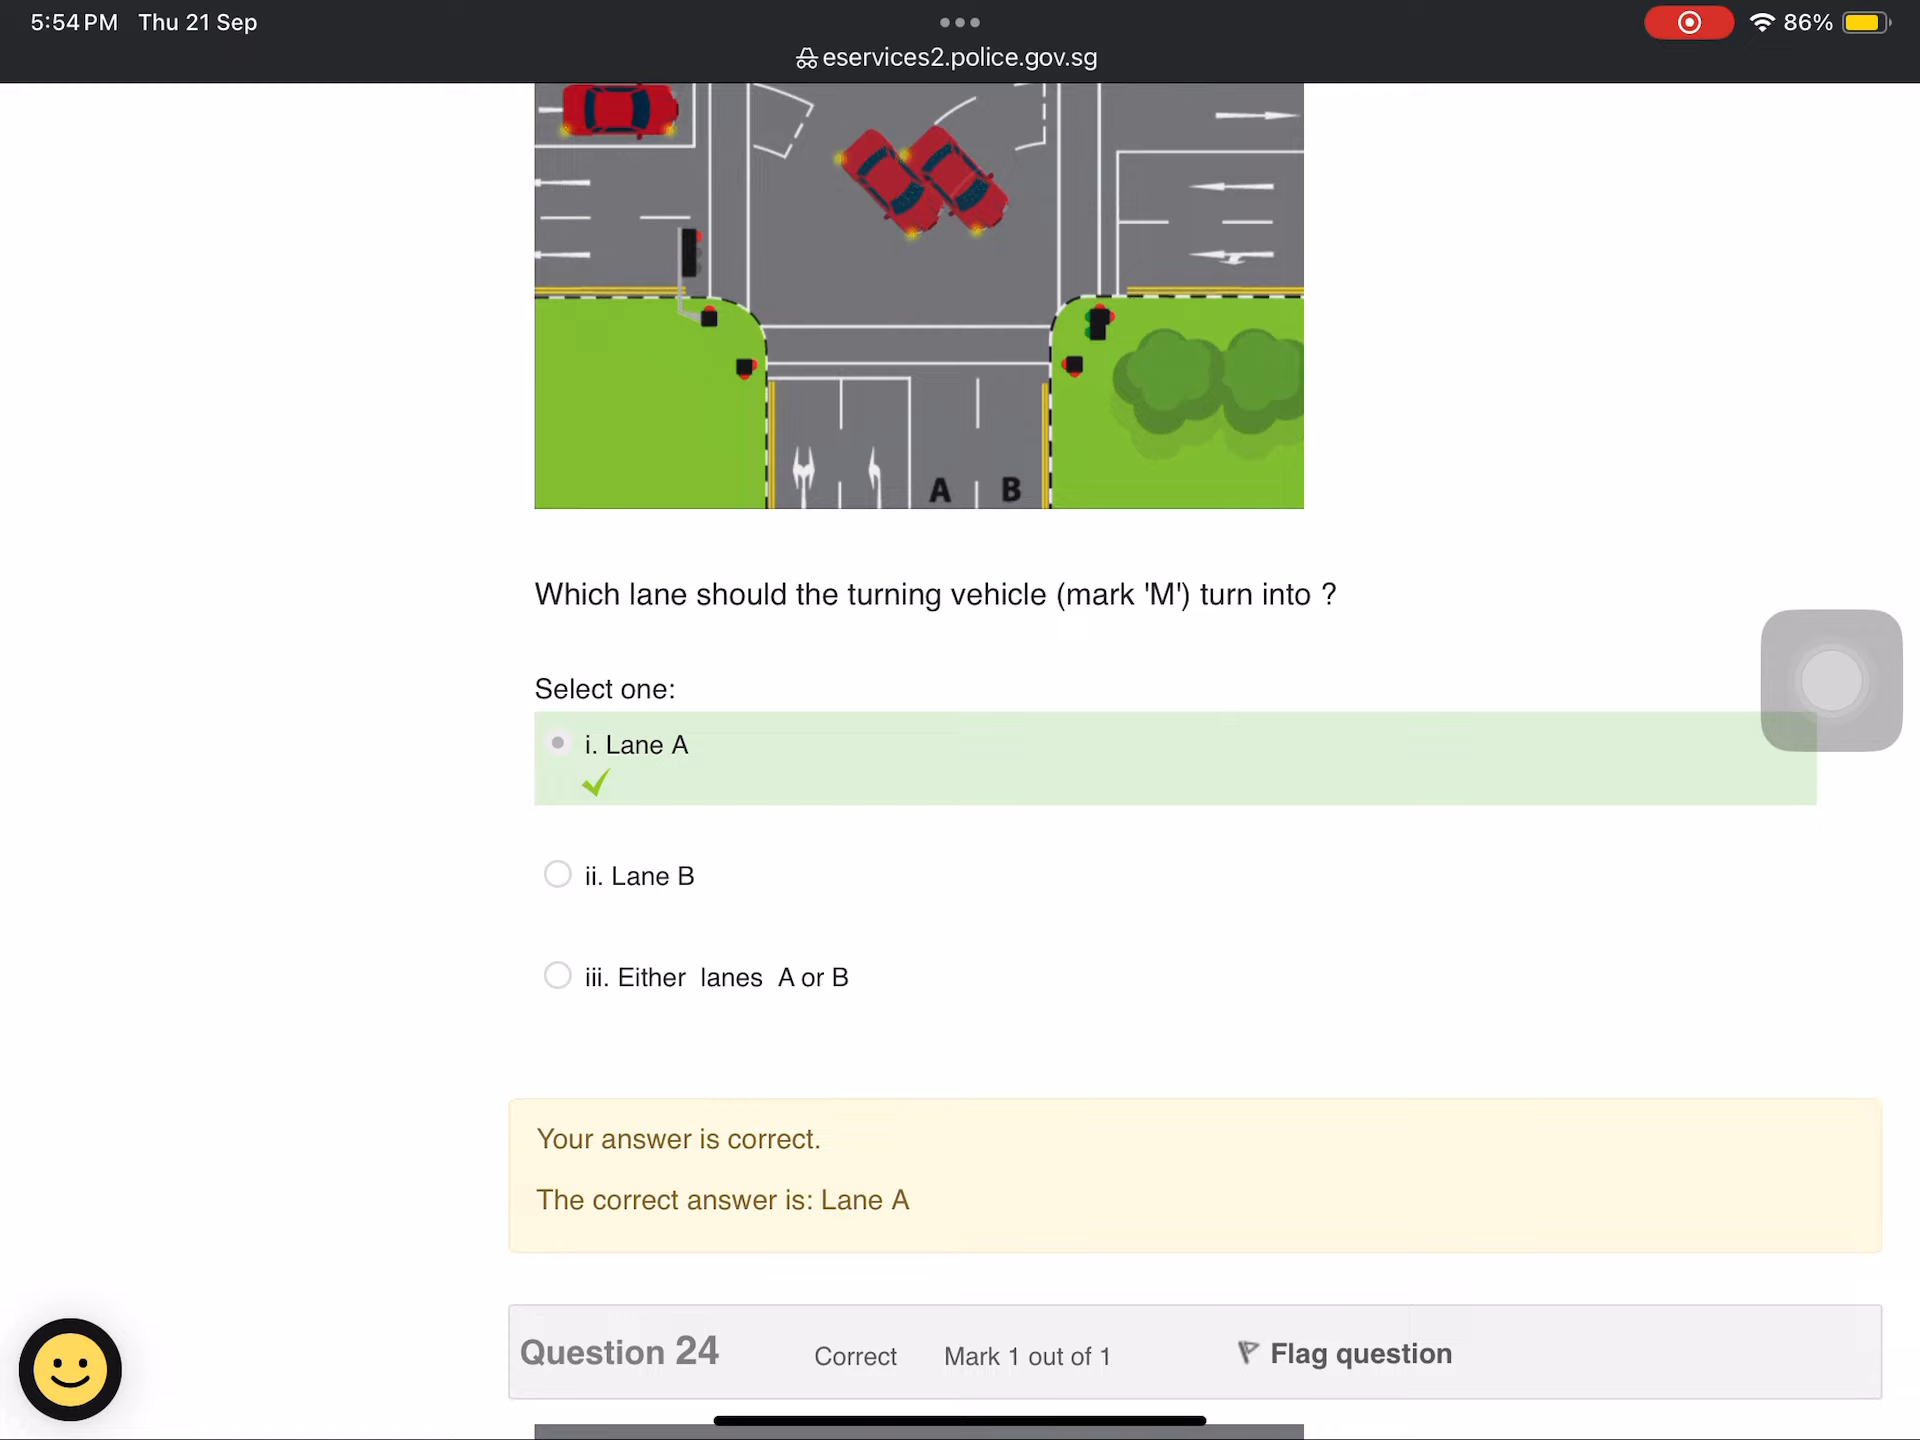 5:54 PM Thu 21 Sep
86%
eservices2.police.gov.sg
A B
Which lane should the turning vehicle (mark 'M') turn into ?
Select one:
i. Lane A
ii. Lane B
iii. Either lanes A or B
Your answer is correct.
The correct answer is: Lane A
Question 24 Correct Mark 1 out of 1 Flag question